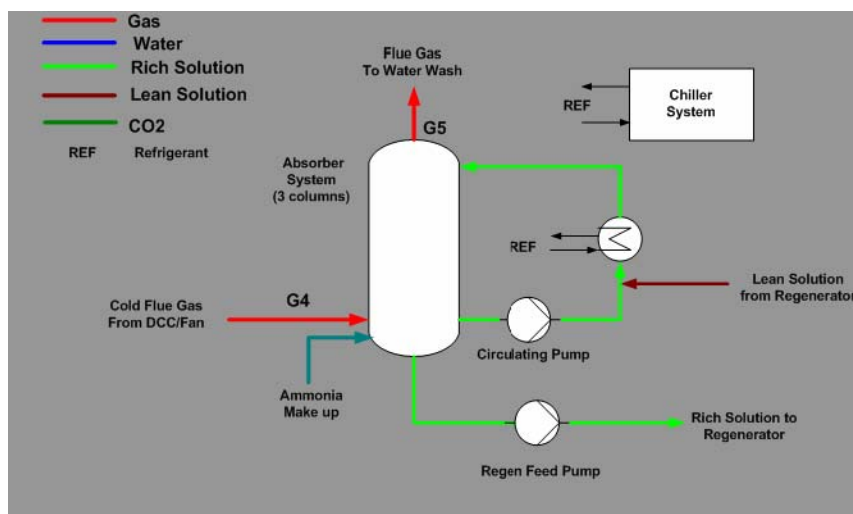 Gas
Water
Rich Solution
Lean Solution
CO2
REF Refrigerant
Flue Gas
To Water Wash
G5
REF
Chiller
System
Absorber
System
(3 columns)
REF
Cold Flue Gas
From DCC/Fan
G4
Lean Solution
from Regenerator
Circulating Pump
Ammonia
Make up
Rich Solution to
Regenerator
Regen Feed Pump